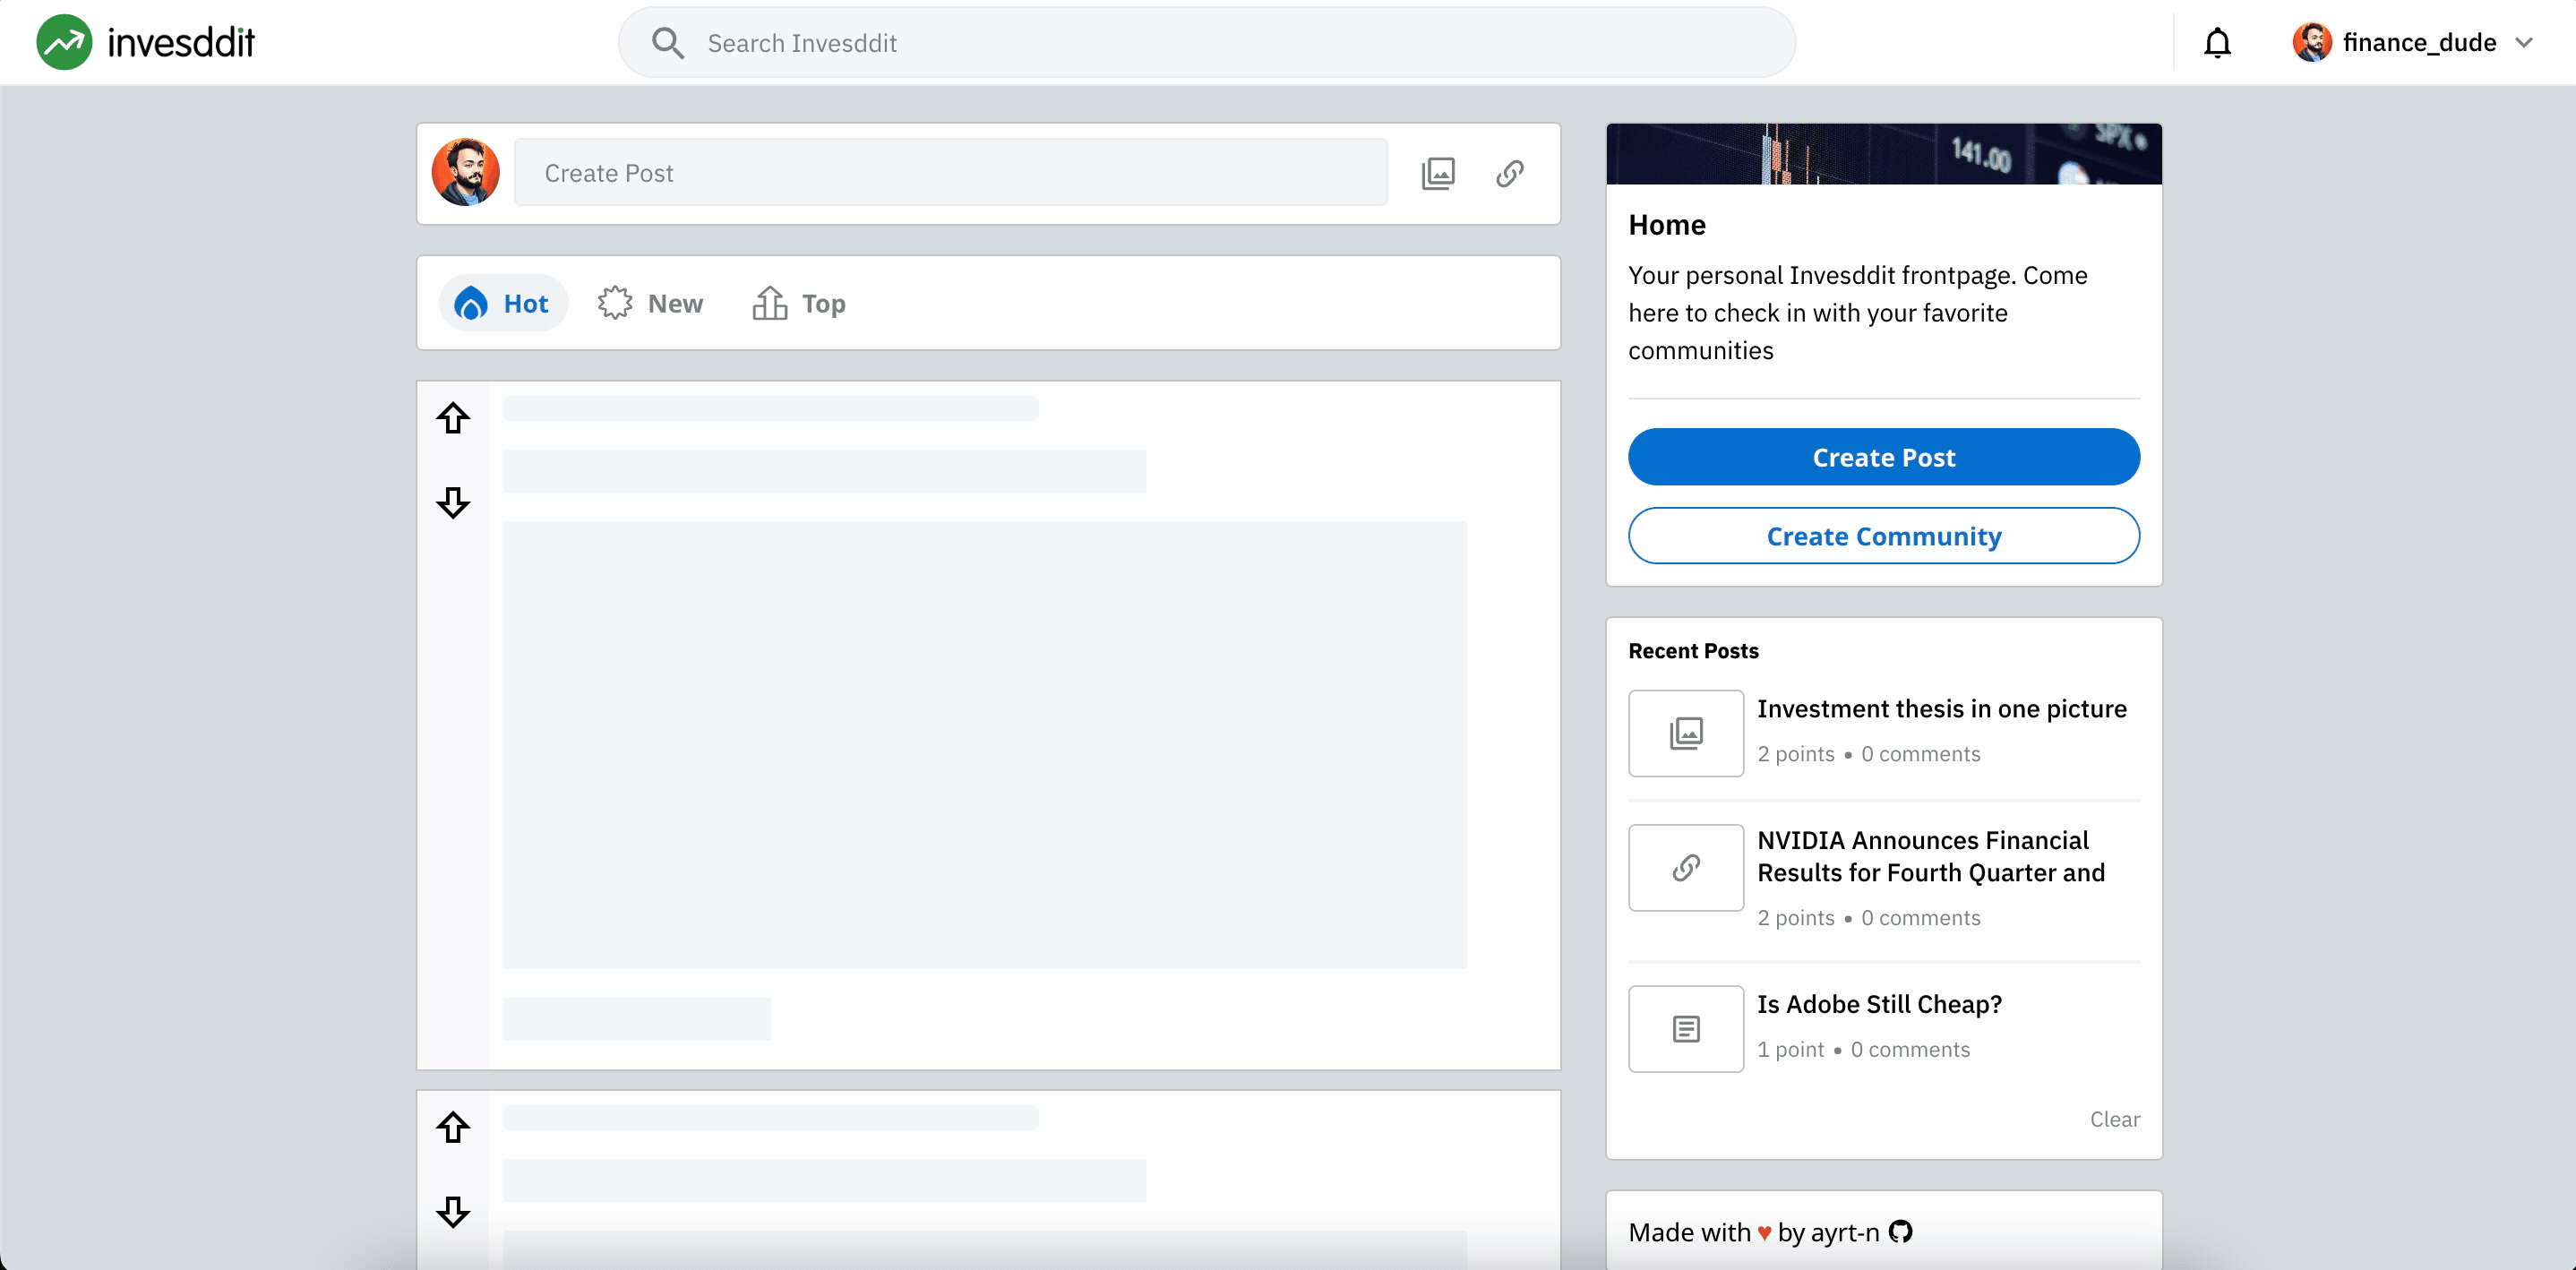 invesddit
Search Invesddit
finance_dude
Create Post
Hot
New
Top
141.00
SPX
Home
Your personal Invesddit frontpage. Come
here to check in with your favorite
communities
Create Post
Create Community
Recent Posts
Investment thesis in one picture
2 points • 0 comments
NVIDIA Announces Financial
Results for Fourth Quarter and
2 points • 0 comments
Is Adobe Still Cheap?
1 point • 0 comments
Clear
Made with ♥ by ayrt-n